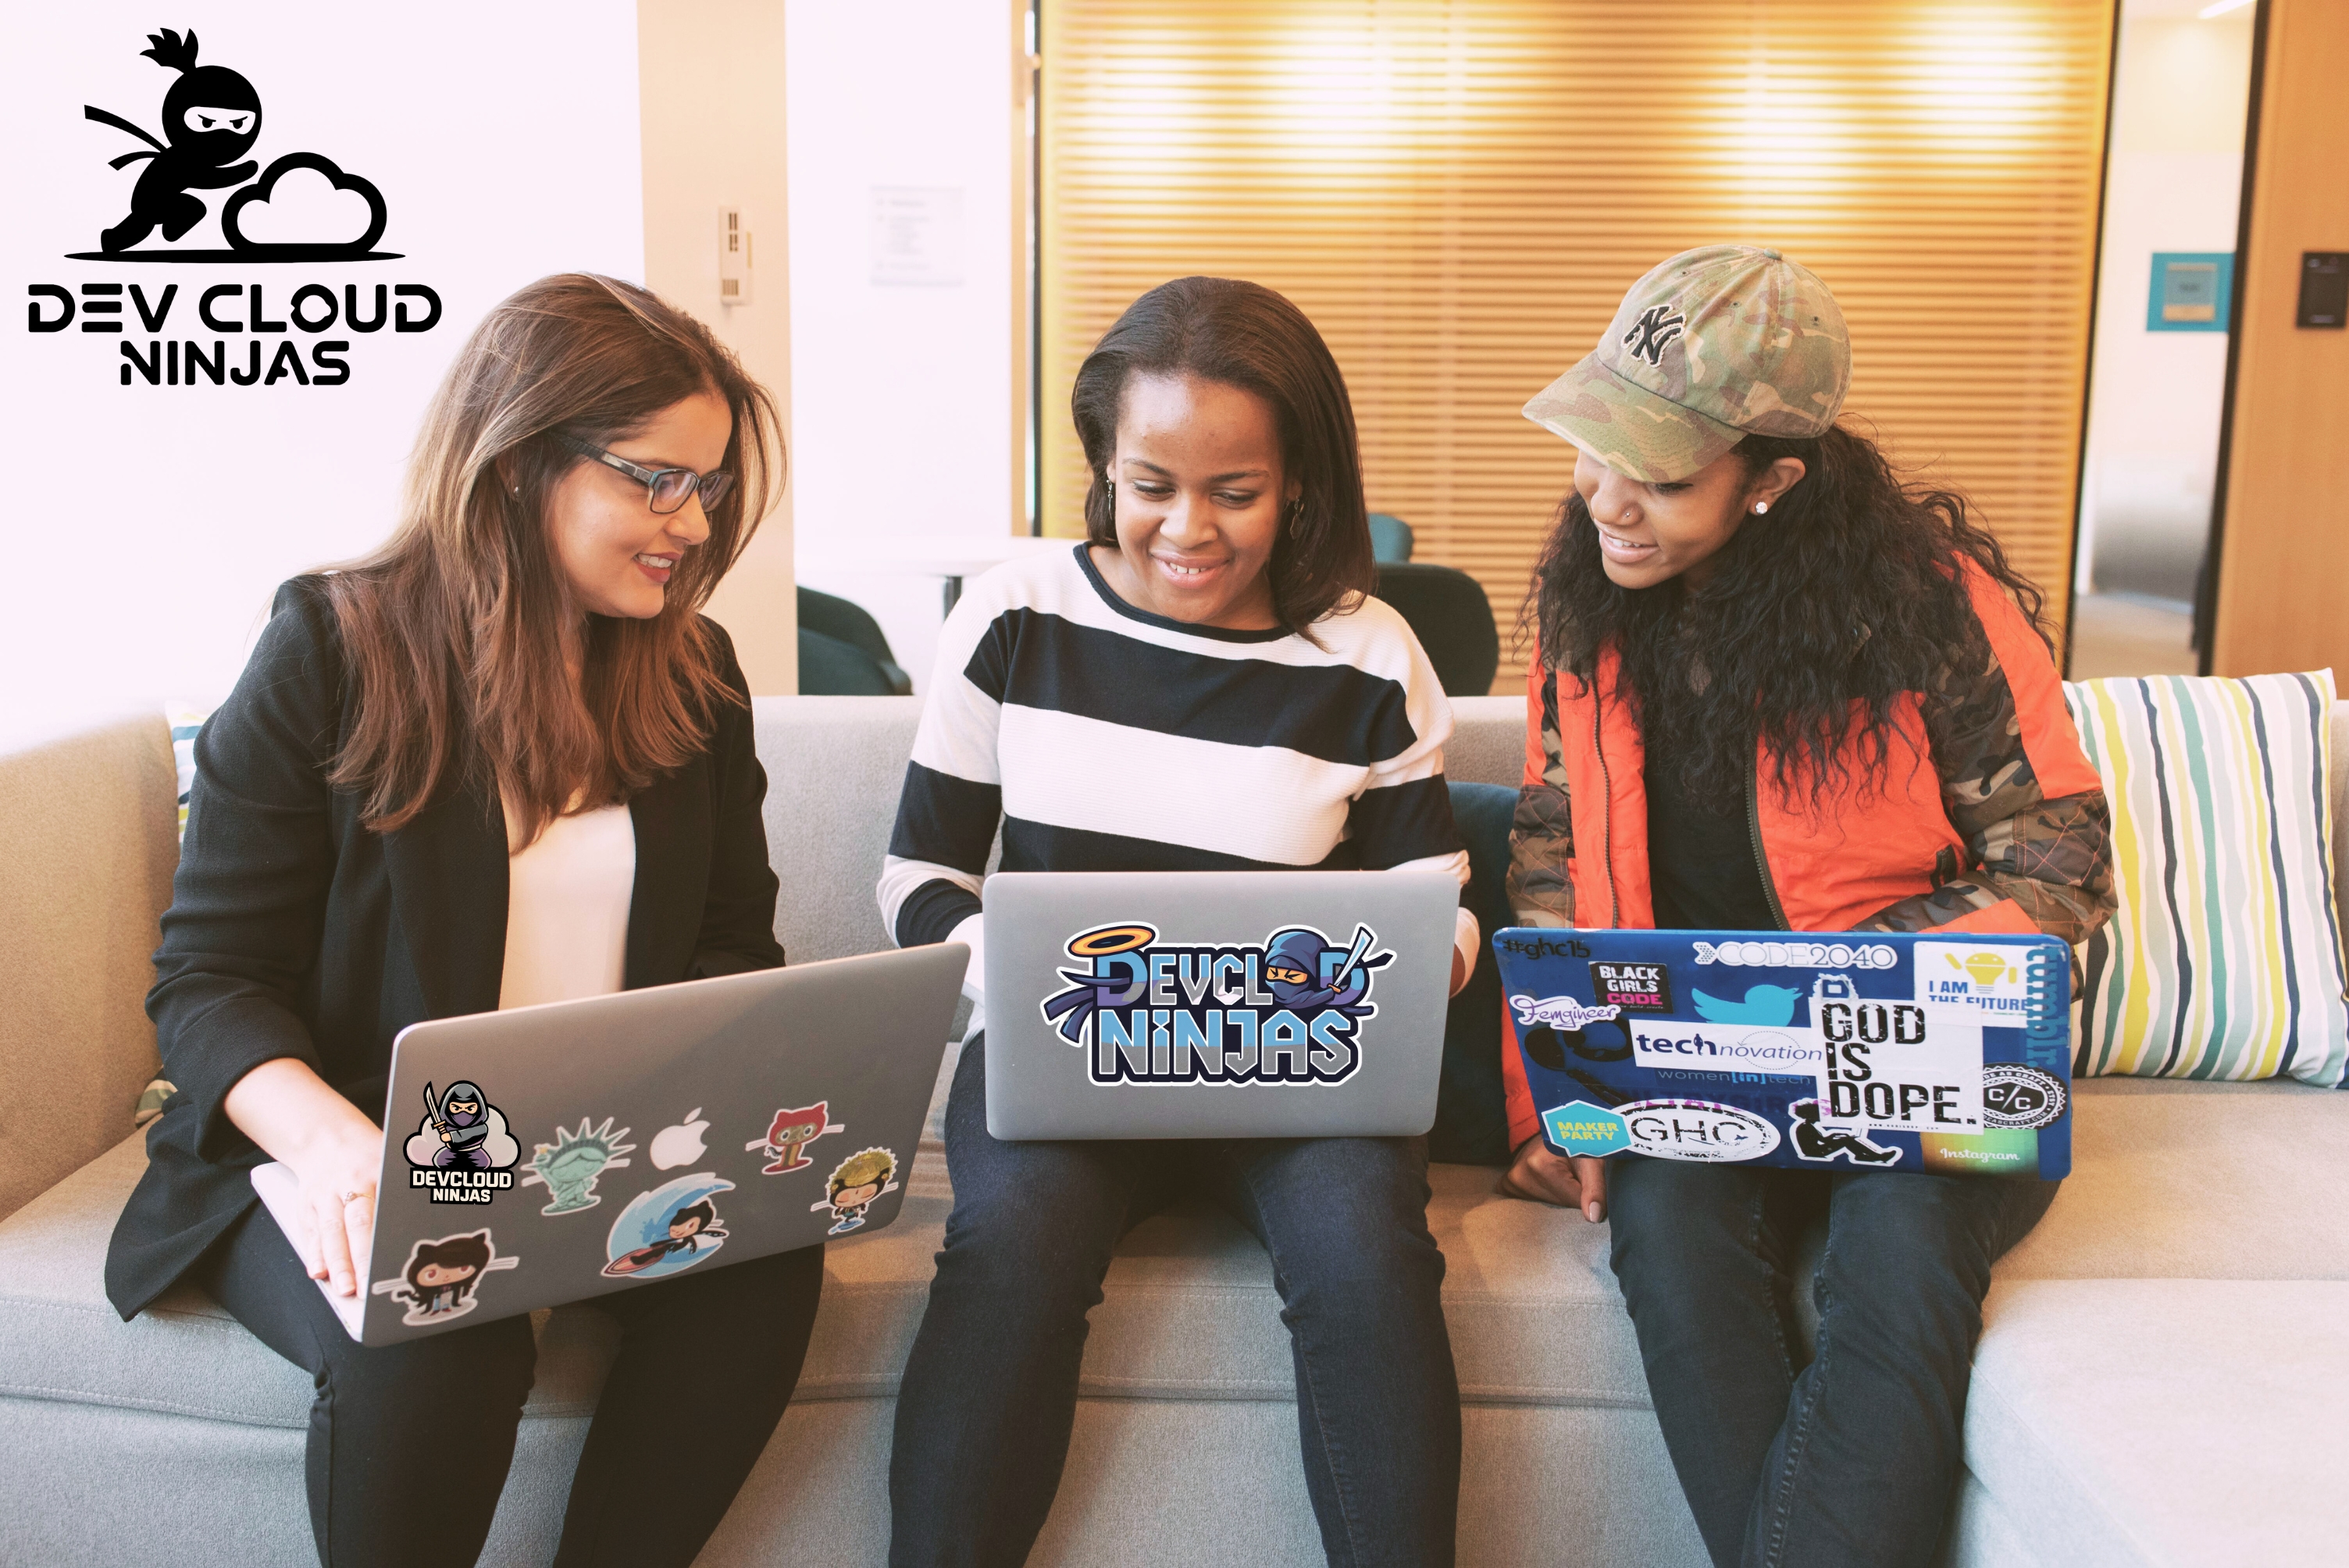 DEV CLOUD
NINJAS
NY
DEVCLOUD
NINJAS
DEVCLOUD
NINJAS
#ghc15
CODE2040
BLACK
GIRLS
CODE
I AM
THE FUTURE
tumblr
Femgineer
technovation
women[in]tech
GOD
IS
DOPE.
C/C
MAKER
PARTY
GHC
Instagram